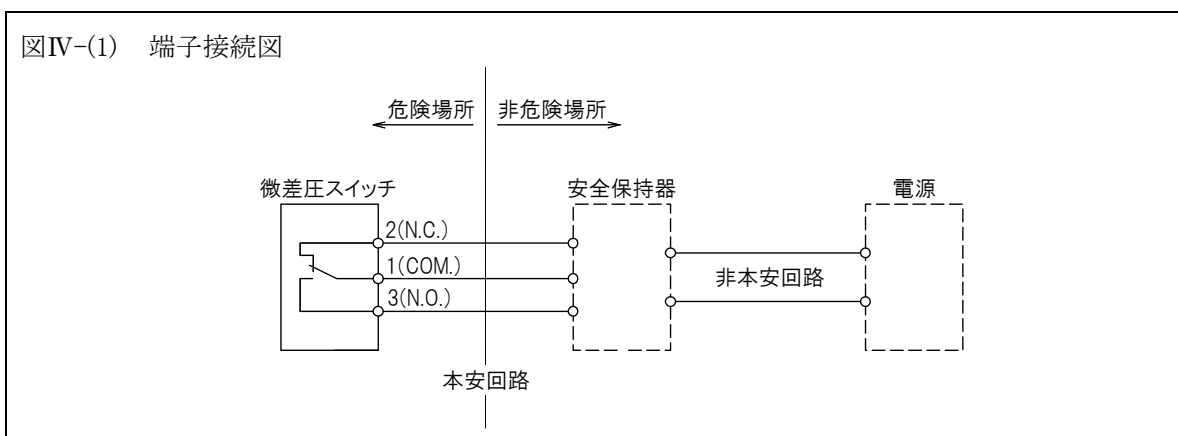 図Ⅳ-(1) 端子接続図
危険場所
非危険場所
微差圧スイッチ
安全保持器
電源
2(N.C.)
1(COM.)
3(N.O.)
非本安回路
本安回路